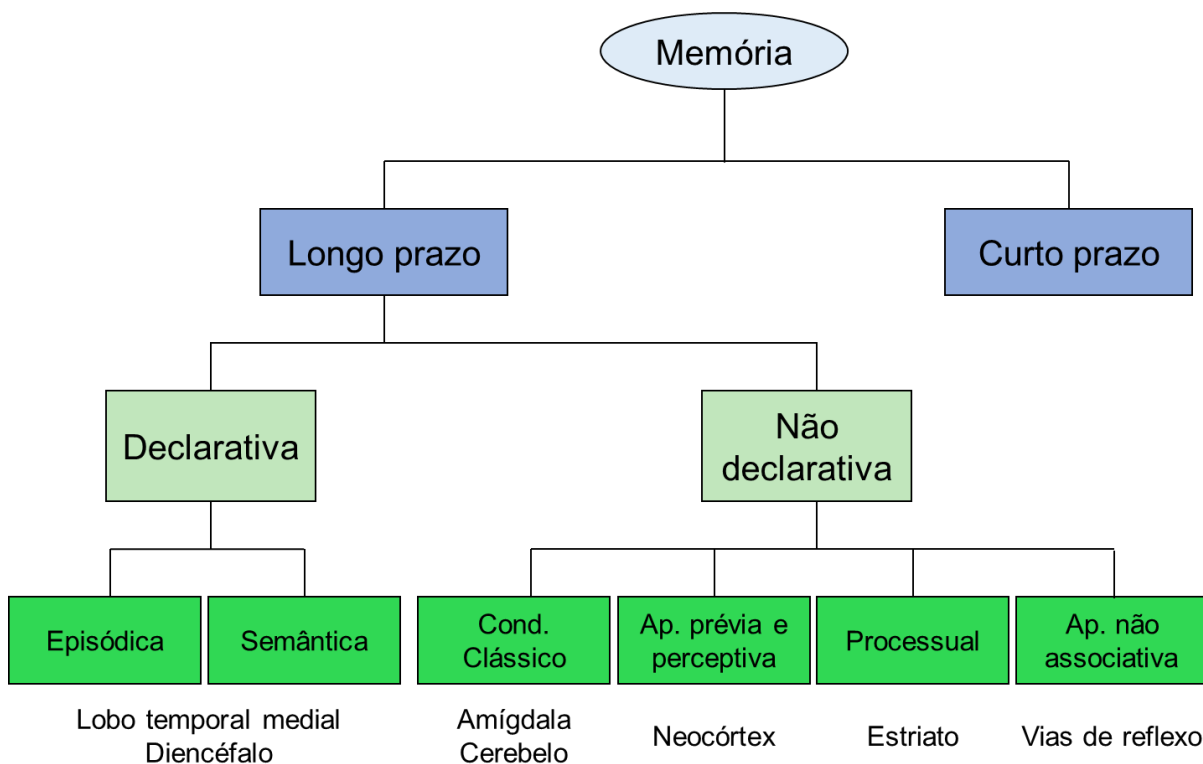 Memória
Longo prazo
Curto prazo
Declarativa
Não
declarativa
Episódica
Semântica
Cond.
Clássico
Ap. prévia e
perceptiva
Processual
Ap. não
associativa
Lobo temporal medial
Diencéfalo
Amígdala
Cerebelo
Neocórtex
Estriato
Vias de reflexo